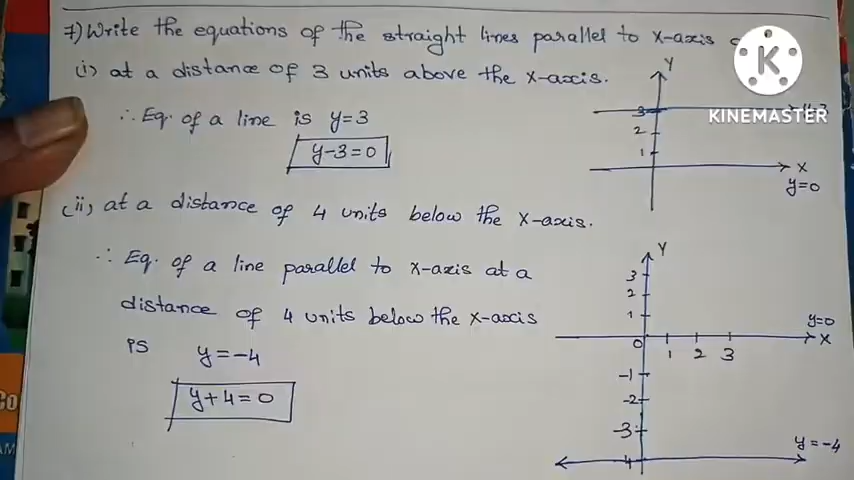 7) Write the equations of the straight lines parallel to x-axis
(i) at a distance of 3 units above the x-axis.
∴ Eq. of a line is y=3
y-3=0
(ii) at a distance of 4 units below the x-axis.
∴ Eq. of a line parallel to x-axis at a
distance of 4 units below the x-axis
is y=-4
y+4=0
Y
3
2
1
X
y=0
K
KINEMASTER
Y
3
2
1
0
1 2 3
y=0
X
-1
-2
-3
-4
y=-4